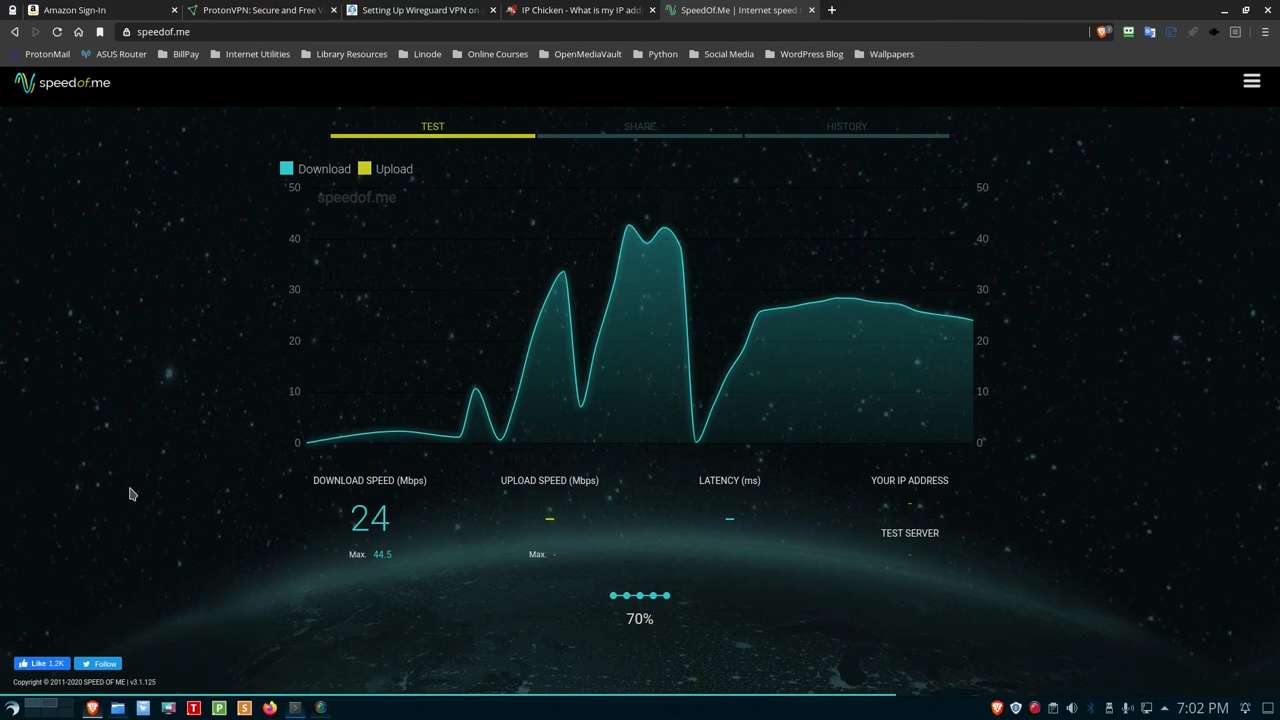 Amazon Sign-In
ProtonVPN: Secure and Free V
Setting Up Wireguard VPN on a
IP Chicken - What is my IP add
SpeedOf.Me | Internet speed t
speedof.me
ProtonMail
ASUS Router
BillPay
Internet Utilities
Library Resources
Linode
Online Courses
OpenMediaVault
Python
Social Media
WordPress Blog
Wallpapers
speedof.me
TEST SHARE HISTORY
Download Upload
50 50
speedof.me
40 40
30 30
20 20
10 10
0 0
DOWNLOAD SPEED (Mbps) UPLOAD SPEED (Mbps) LATENCY (ms) YOUR IP ADDRESS
-
24 – –
TEST SERVER
Max. 44.5 Max. - -
70%
Like 1.2K Follow
Copyright © 2011-2020 SPEED OF ME | v3.1.125
T P S 7:02 PM